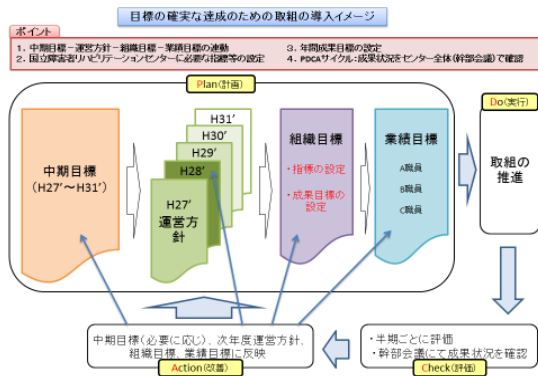 目標の確実な達成のための取組の導入イメージ
ポイント
1. 中期目標－運営方針－組織目標－業績目標の連動
2. 国立障害者リハビリテーションセンターに必要な指標等の設定
3. 年間成果目標の設定
4. PDCAサイクル：成果状況をセンター全体(幹部会議)で確認
Plan(計画)
Do(実行)
中期目標
(H27’～H31’)
H31’
H30’
H29’
H28’
H27’
運営方
針
組織目標
・指標の設定
・成果目標の
設定
業績目標
A職員
B職員
C職員
取組の
推進
中期目標(必要に応じ)、次年度運営方針、
組織目標、業績目標に反映
Action(改善)
・半期ごとに評価
・幹部会議にて成果状況を確認
Check(評価)